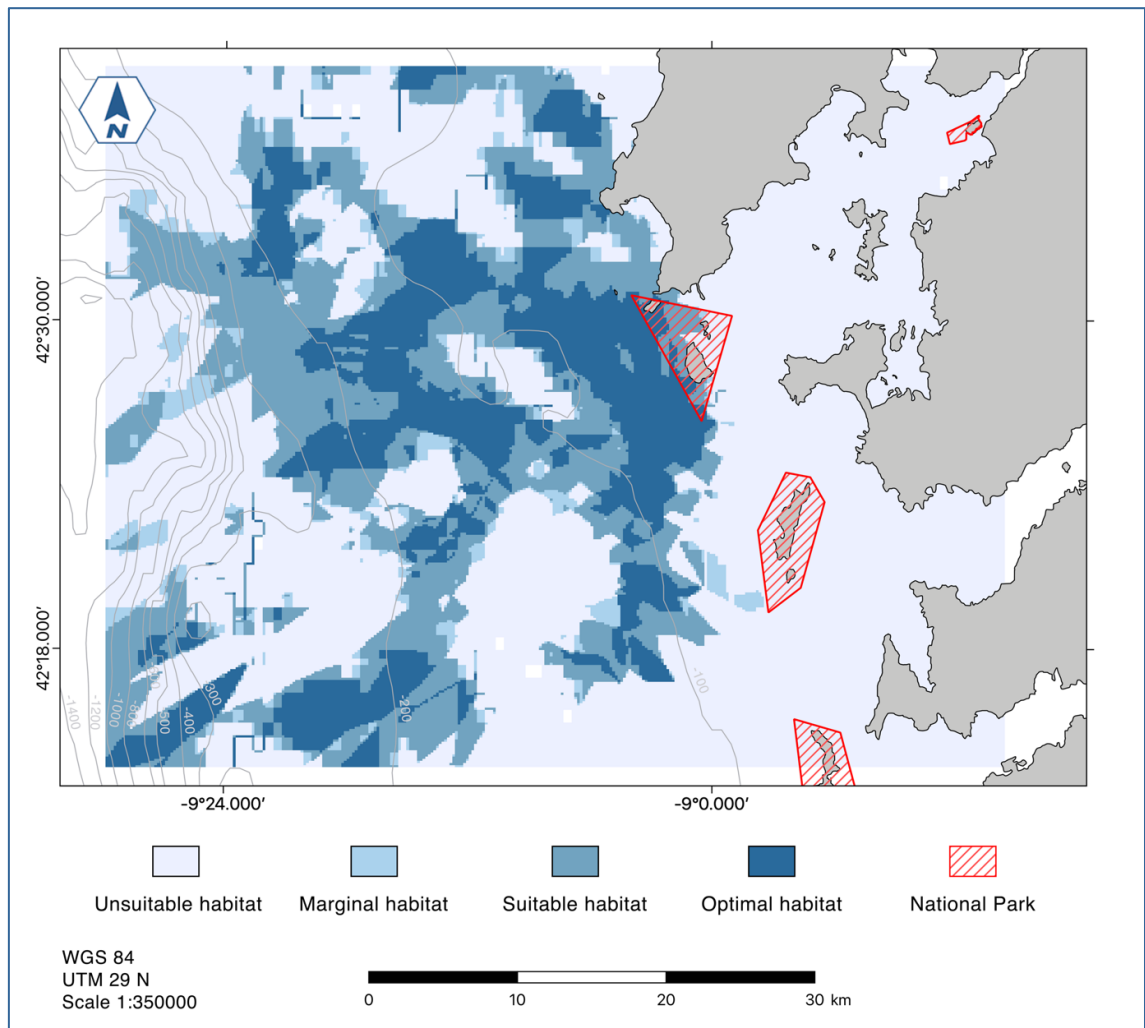 N
42°30.000′
42°18.000′
-1400
-1200
-1000
-500
-400
-300
-200
-100
-9°24.000′
-9°0.000′
Unsuitable habitat
Marginal habitat
Suitable habitat
Optimal habitat
National Park
WGS 84
UTM 29 N
Scale 1:350000
0
10
20
30 km